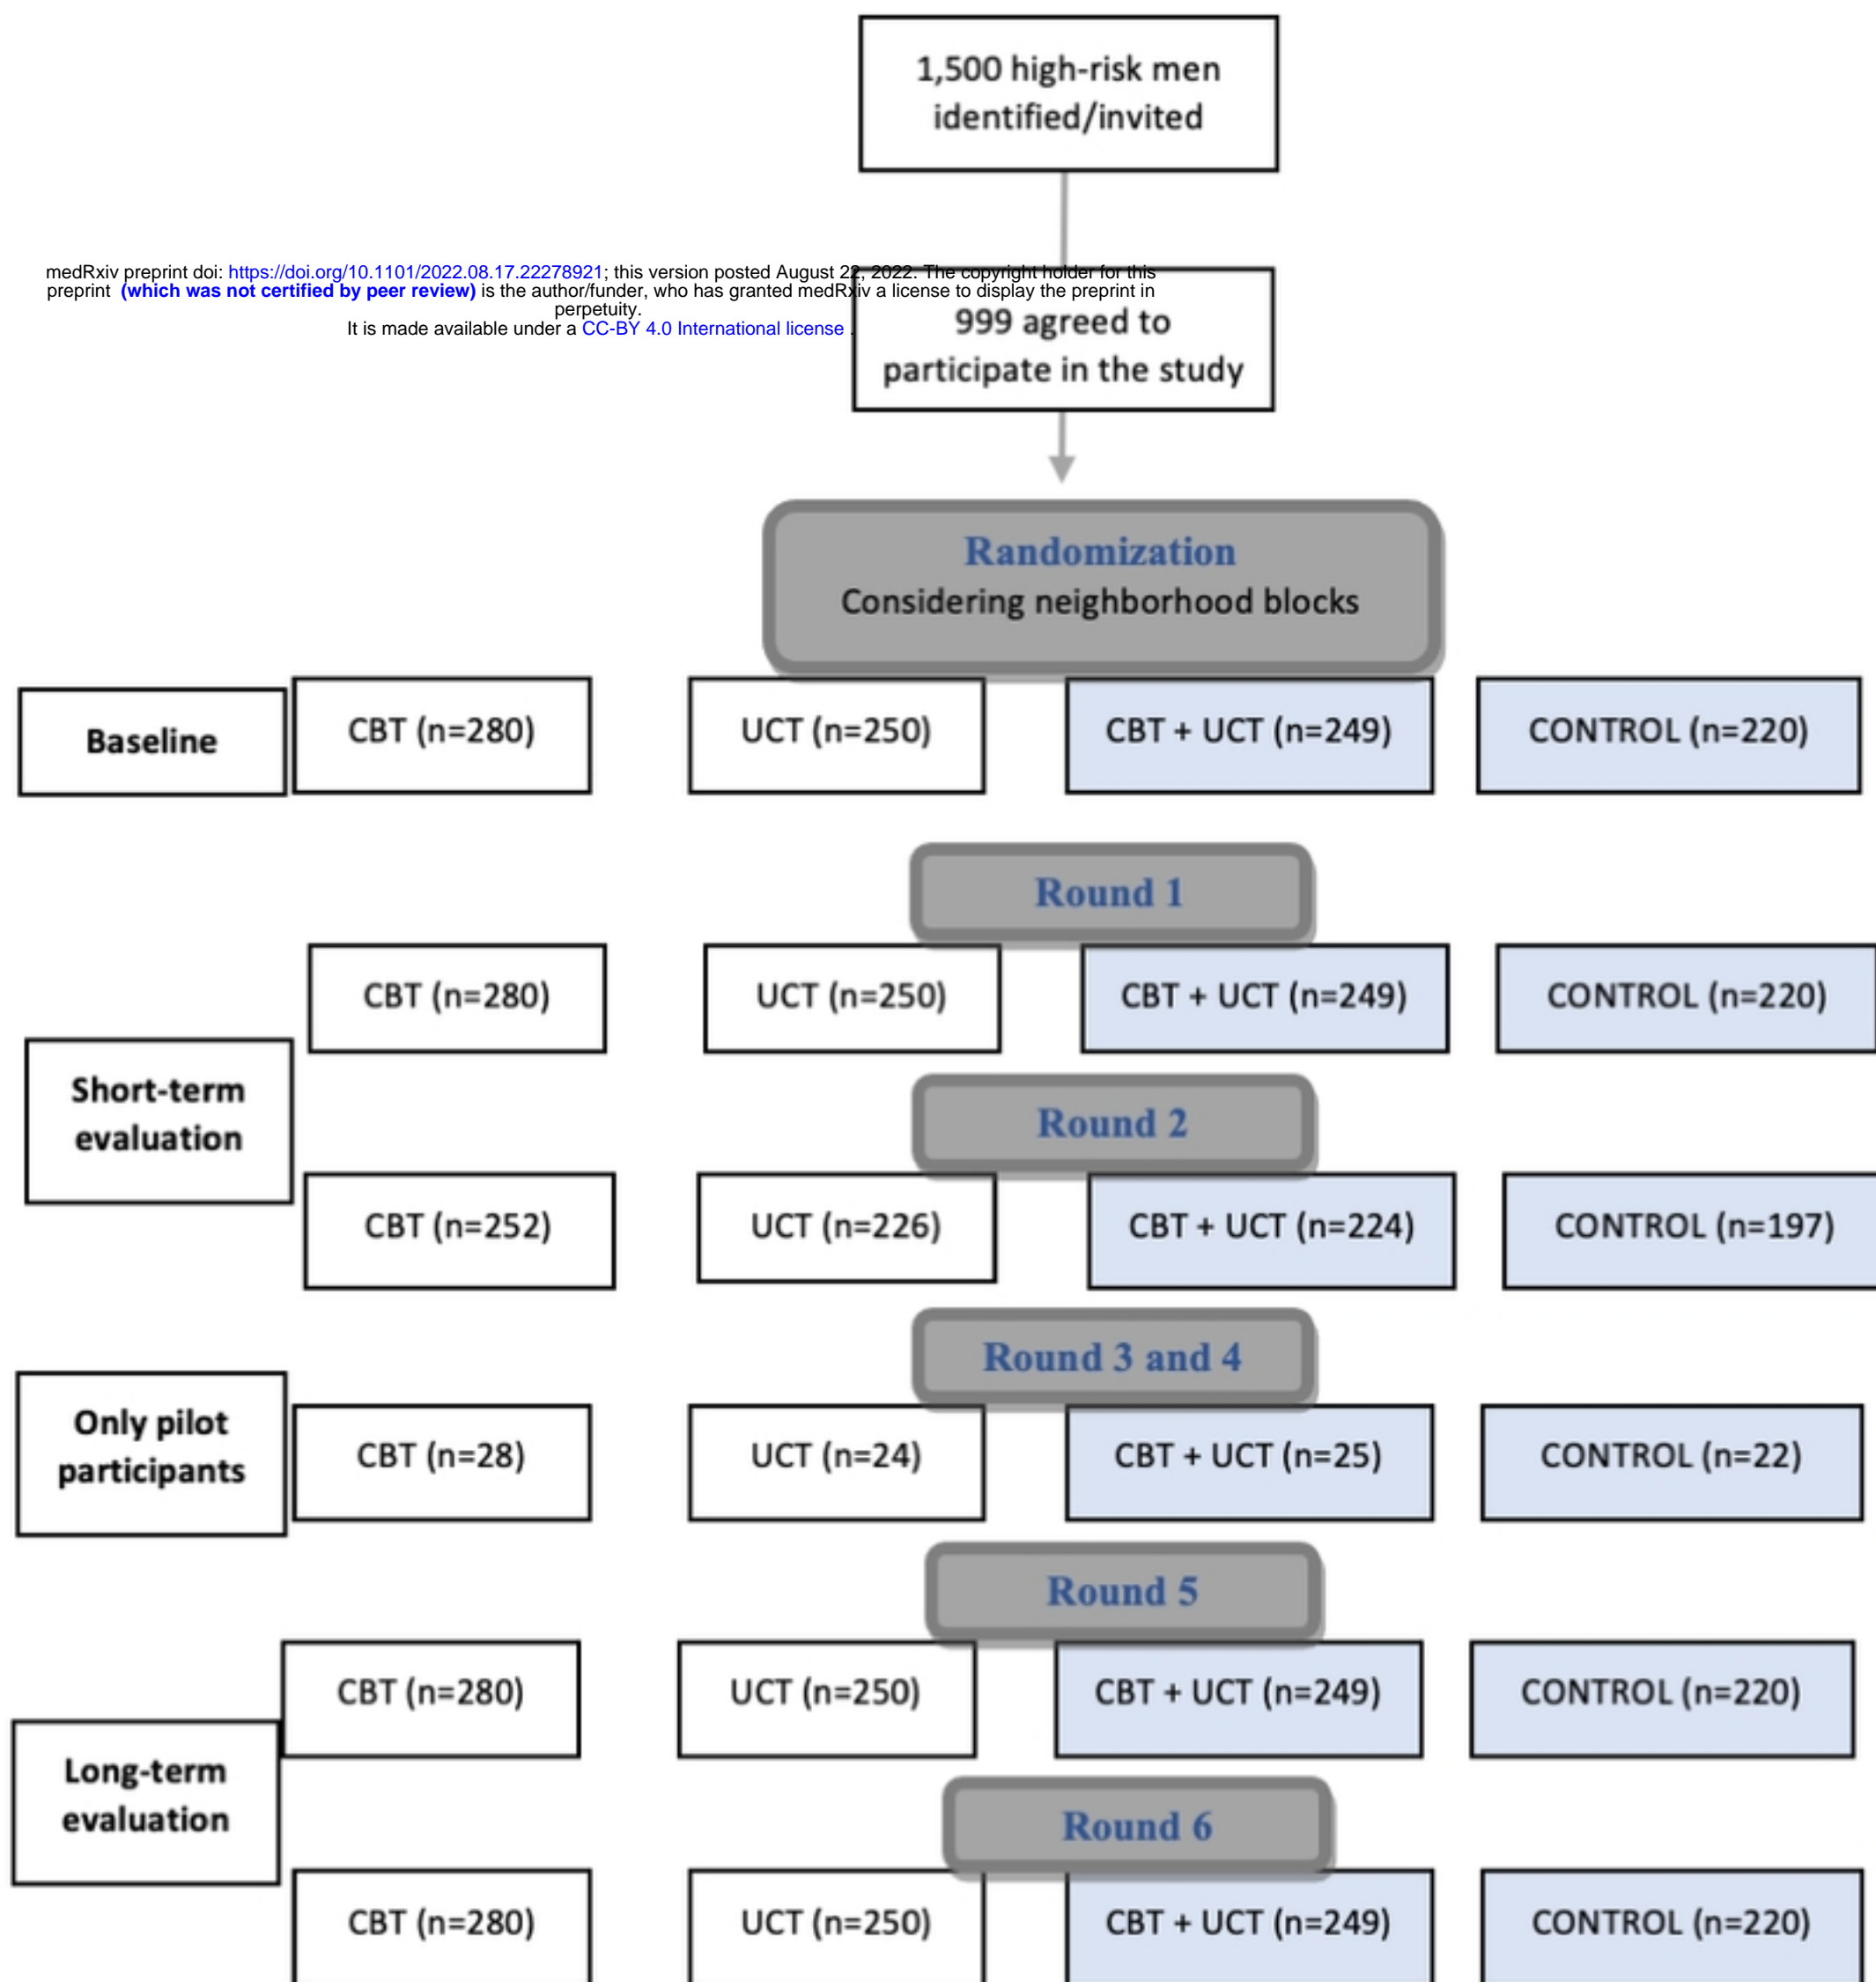 1,500 high-risk men
identified/invited
medRxiv preprint doi: https://doi.org/10.1101/2022.08.17.22278921; this version posted August 22, 2022. The copyright holder for this
preprint (which was not certified by peer review) is the author/funder, who has granted medRxiv a license to display the preprint in
perpetuity.
It is made available under a CC-BY 4.0 International license .
999 agreed to
participate in the study
Randomization
Considering neighborhood blocks
Baseline
CBT (n=280)
UCT (n=250)
CBT + UCT (n=249)
CONTROL (n=220)
Round 1
CBT (n=280)
UCT (n=250)
CBT + UCT (n=249)
CONTROL (n=220)
Short-term
evaluation
Round 2
CBT (n=252)
UCT (n=226)
CBT + UCT (n=224)
CONTROL (n=197)
Round 3 and 4
Only pilot
participants
CBT (n=28)
UCT (n=24)
CBT + UCT (n=25)
CONTROL (n=22)
Round 5
CBT (n=280)
UCT (n=250)
CBT + UCT (n=249)
CONTROL (n=220)
Long-term
evaluation
Round 6
CBT (n=280)
UCT (n=250)
CBT + UCT (n=249)
CONTROL (n=220)